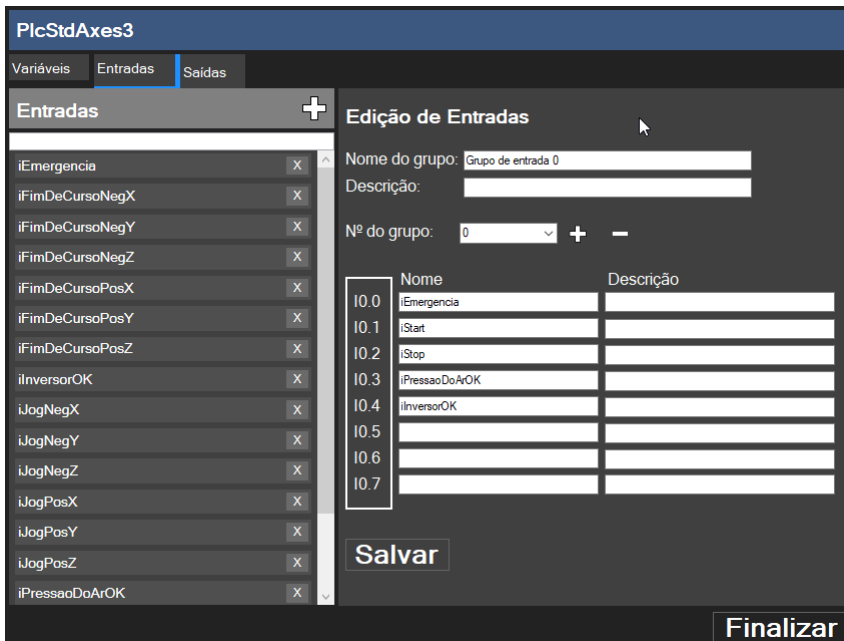 PlcStdAxes3
Variáveis Entradas Saídas
Entradas
iEmergencia X
iFimDeCursoNegX X
iFimDeCursoNegY X
iFimDeCursoNegZ X
iFimDeCursoPosX X
iFimDeCursoPosY X
iFimDeCursoPosZ X
iInversorOK X
iJogNegX X
iJogNegY X
iJogNegZ X
iJogPosX X
iJogPosY X
iJogPosZ X
iPressaoDoArOK X
Edição de Entradas
Nome do grupo: Grupo de entrada 0
Descrição:
Nº do grupo: 0
Nome Descrição
I0.0 iEmergencia
I0.1 iStart
I0.2 iStop
I0.3 iPressaoDoArOK
I0.4 iInversorOK
I0.5
I0.6
I0.7
Salvar
Finalizar